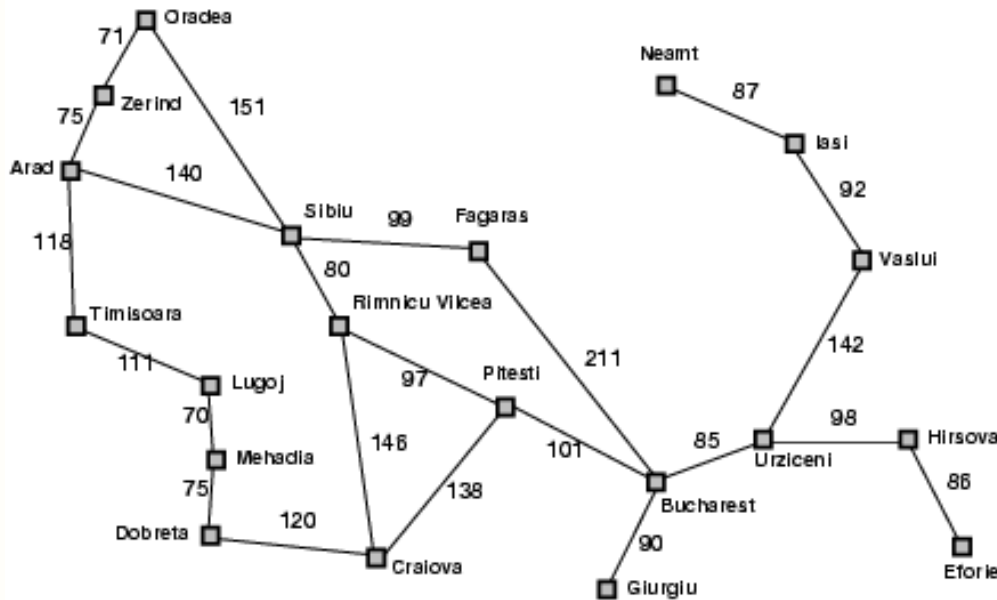 Oradea
71
Neamt
Zerind
87
75
151
Iasi
Arad
140
92
Sibiu
Fagaras
99
118
Vaslui
80
Timisoara
Rimnicu Vilcea
142
111
211
Lugoj
97
Pitesti
70
98
Hirsova
146
101
85
Mehadia
Urziceni
75
138
86
Bucharest
120
Dobreta
90
Craiova
Eforie
Giurgiu